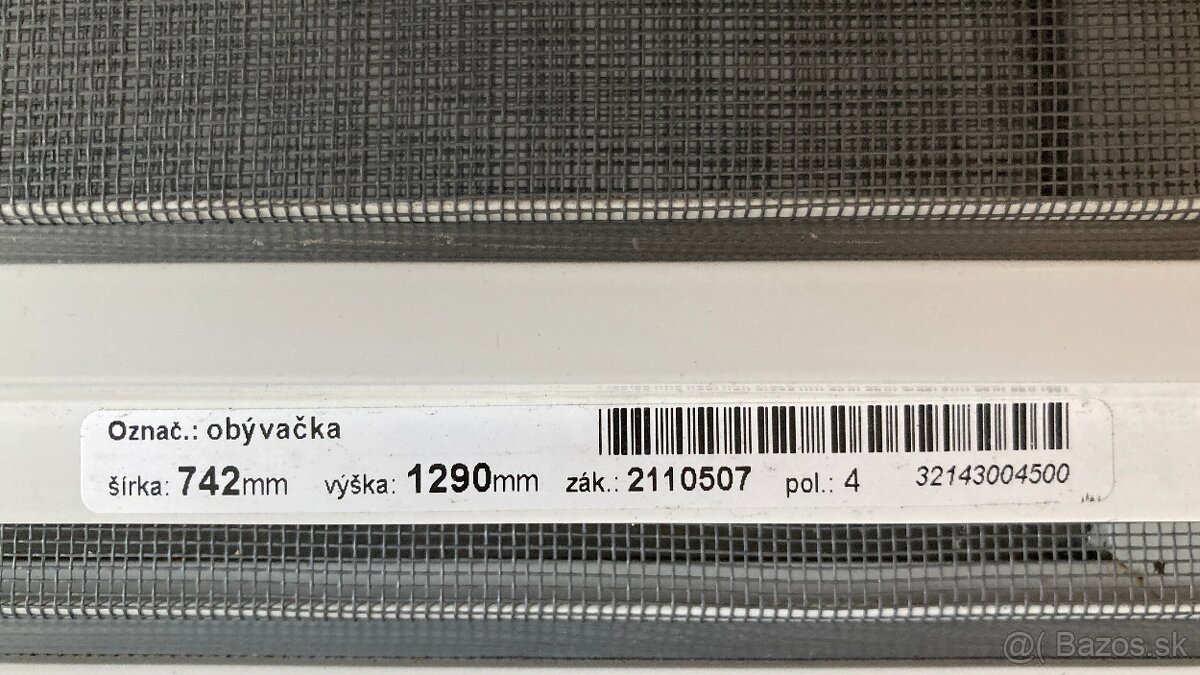 Označ.: obývačka
šírka: 742mm výška: 1290mm zák.: 2110507 pol.: 4 32143004500
@( Bazos.sk